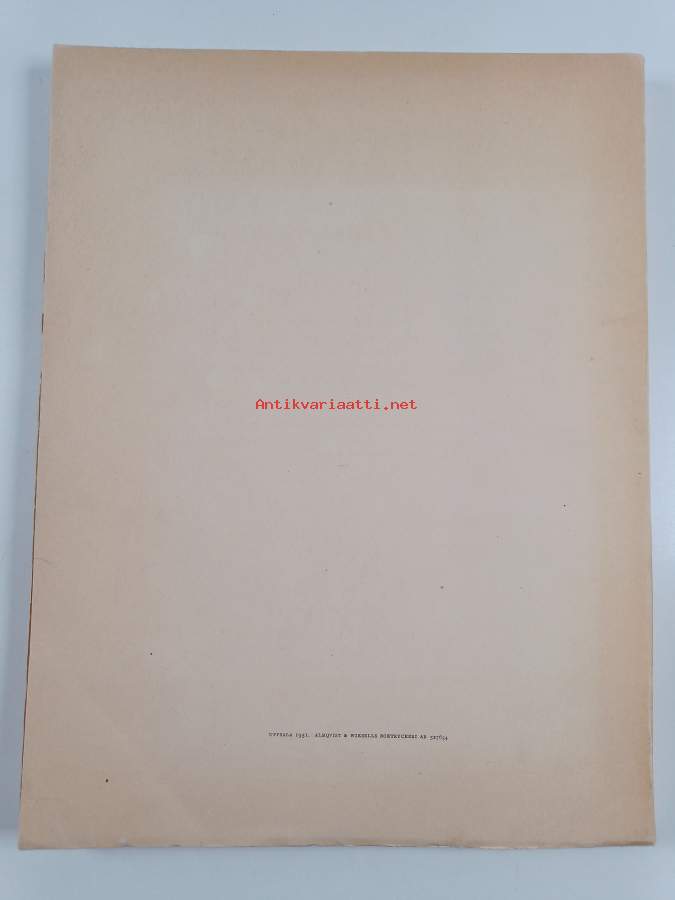 Antikvariaatti.net
UPPSALA 1951. ALMQVIST & WIKSELLS BOKTRYCKERI AB